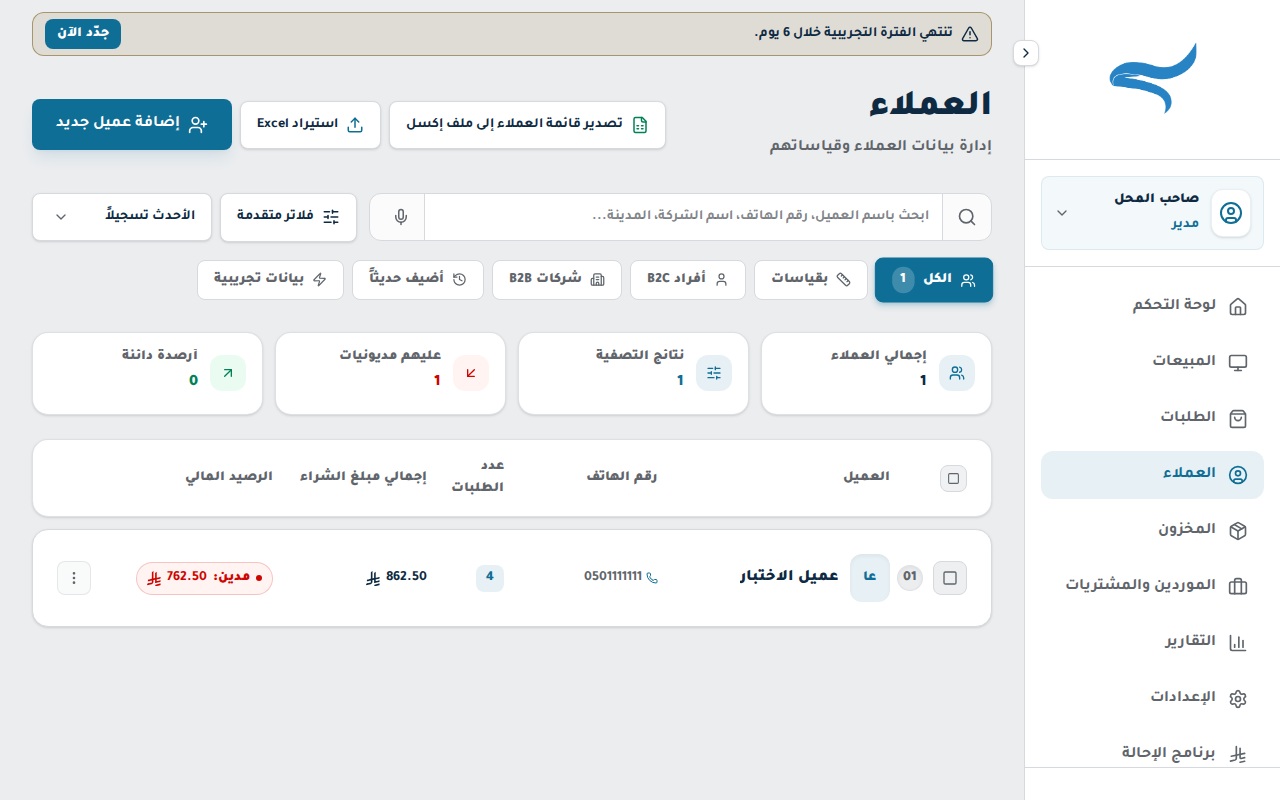 تنتهي الفترة التجريبية خلال 6 يوم.
جدّد الآن
العملاء
إدارة بيانات العملاء وقياساتهم
تصدير قائمة العملاء إلى ملف إكسل
استيراد Excel
إضافة عميل جديد
ابحث باسم العميل، رقم الهاتف، اسم الشركة، المدينة...
فلاتر متقدمة
الأحدث تسجيلاً
الكل 1
بقياسات
أفراد B2C
شركات B2B
أضيف حديثاً
بيانات تجريبية
إجمالي العملاء
1
نتائج التصفية
1
عليهم مديونيات
1
أرصدة دائنة
0
العميل
رقم الهاتف
عدد
الطلبات
إجمالي مبلغ الشراء
الرصيد المالي
01
عا
عميل الاختبار
0501111111
4
862.50
مدين: 762.50
صاحب المحل
مدير
لوحة التحكم
المبيعات
الطلبات
العملاء
المخزون
الموردين والمشتريات
التقارير
الإعدادات
برنامج الإحالة